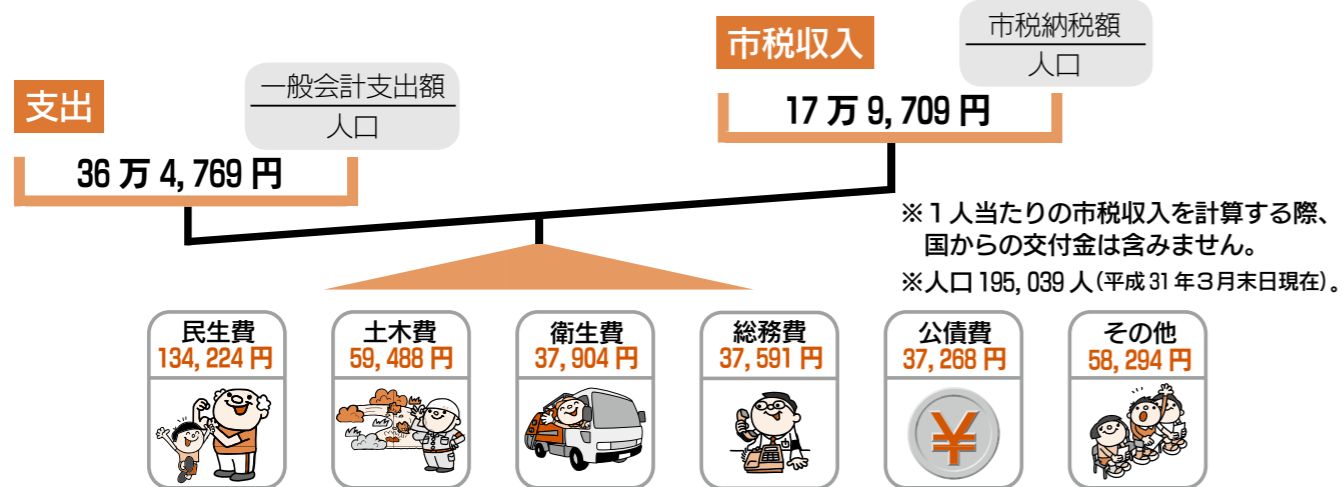 支出
一般会計支出額
人口
36万4,769円
市税収入
市税納税額
人口
17万9,709円
※1人当たりの市税収入を計算する際、
国からの交付金は含みません。
※人口195,039人(平成31年3月末日現在)。
民生費
134,224円
土木費
59,488円
衛生費
37,904円
総務費
37,591円
公債費
37,268円
¥
その他
58,294円